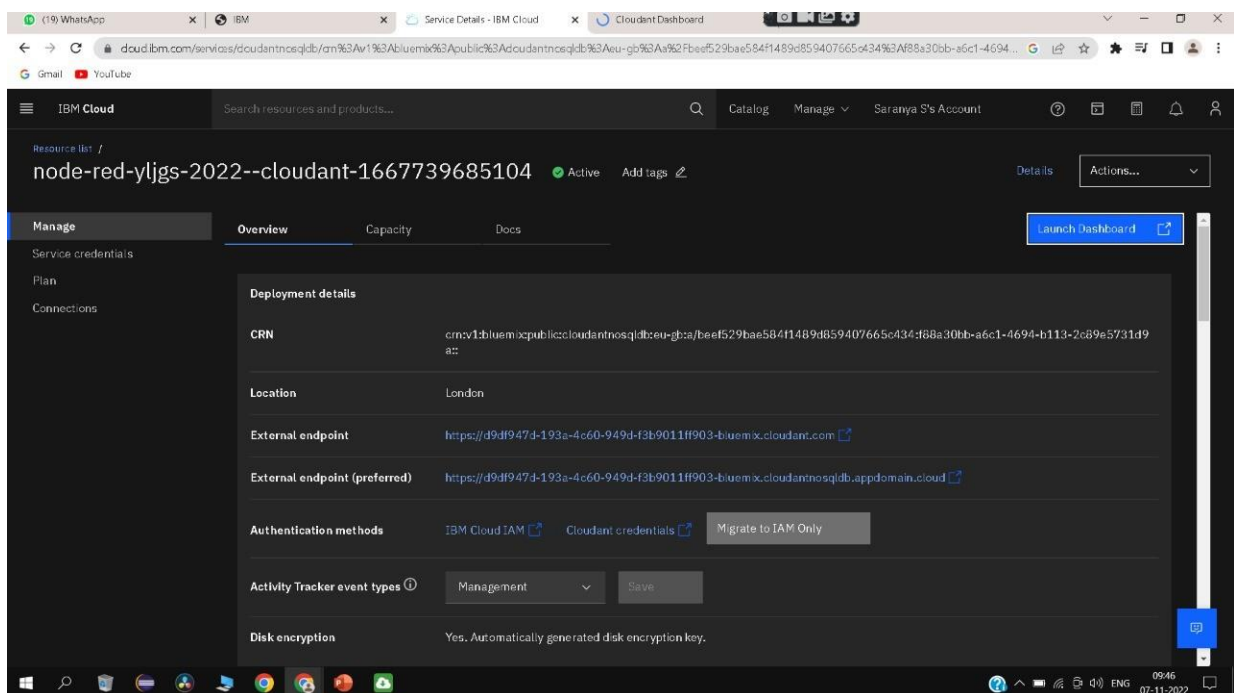 (19) WhatsApp
IBM
Service Details - IBM Cloud
Cloudant Dashboard
cloud.ibm.com/services/cloudantnosqldb/crn%3Av1%3Abluemix%3Apublic%3Acloudantnosqldb%3Aeu-gb%3Aa%2Fbeef529bae584f1489d859407665c434%3Af88a30bb-a6c1-4694...
Gmail YouTube
IBM Cloud
Search resources and products...
Catalog Manage Saranya S's Account
Resource list /
node-red-yljgs-2022--cloudant-1667739685104
Active Add tags
Details
Actions...
Manage
Service credentials
Plan
Connections
Overview Capacity Docs
Launch Dashboard
Deployment details
CRN
crn:v1:bluemix:public:cloudantnosqldb:eu-gb:a/beef529bae584f1489d859407665c434:f88a30bb-a6c1-4694-b113-2c89e5731d9
a::
Location London
External endpoint https://d9df947d-193a-4c60-949d-f3b9011ff903-bluemix.cloudant.com
External endpoint (preferred) https://d9df947d-193a-4c60-949d-f3b9011ff903-bluemix.cloudantnosqldb.appdomain.cloud
Authentication methods IBM Cloud IAM Cloudant credentials Migrate to IAM Only
Activity Tracker event types Management Save
Disk encryption Yes. Automatically generated disk encryption key.
ENG
09:46
07-11-2022